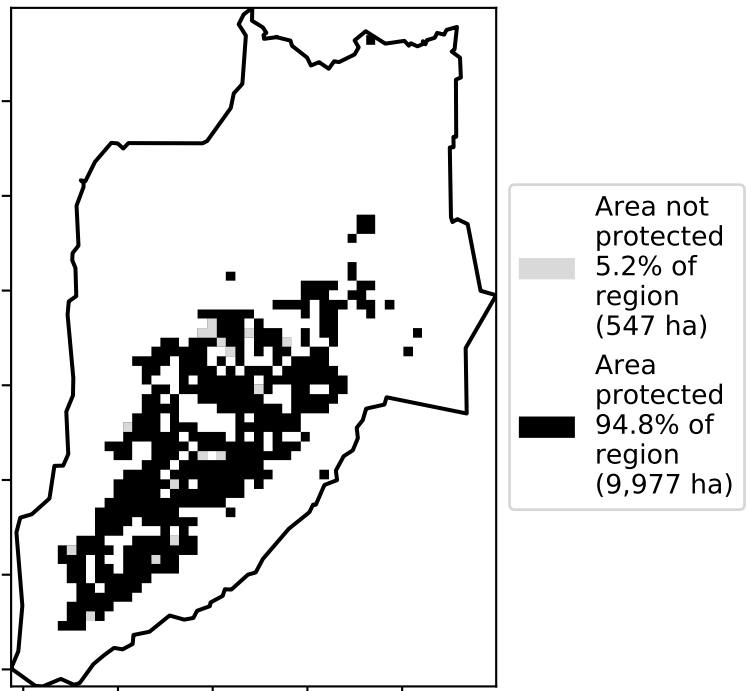 Area not
protected
5.2% of
region
(547 ha)
Area
protected
94.8% of
region
(9,977 ha)